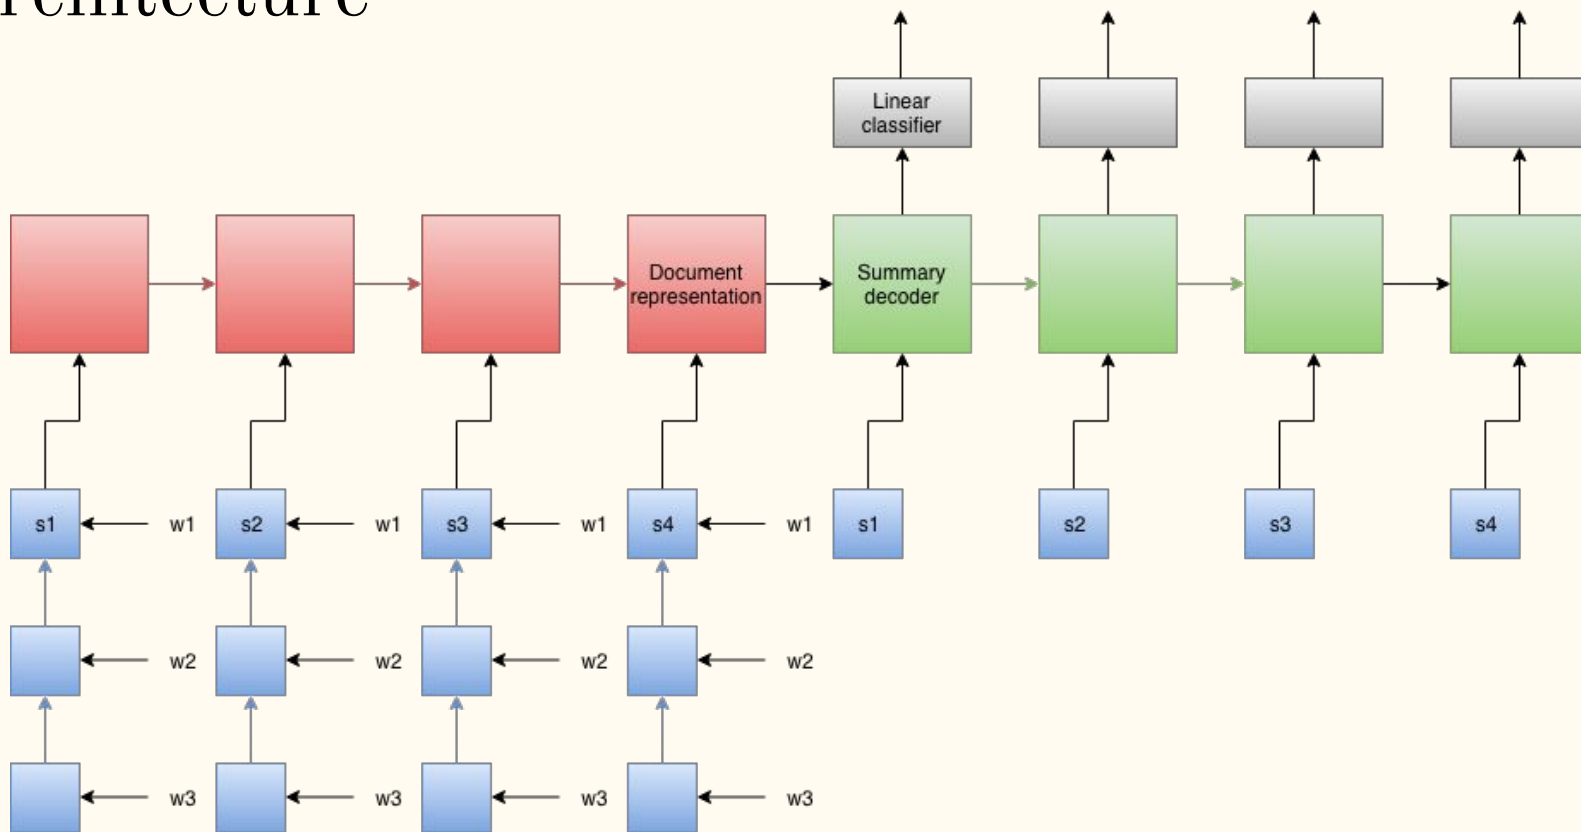 rchitecture
Linear
classifier
Document
representation
Summary
decoder
s1 w1 s2 w1 s3 w1 s4 w1 s1 s2 s3 s4
w2 w2 w2 w2
w3 w3 w3 w3